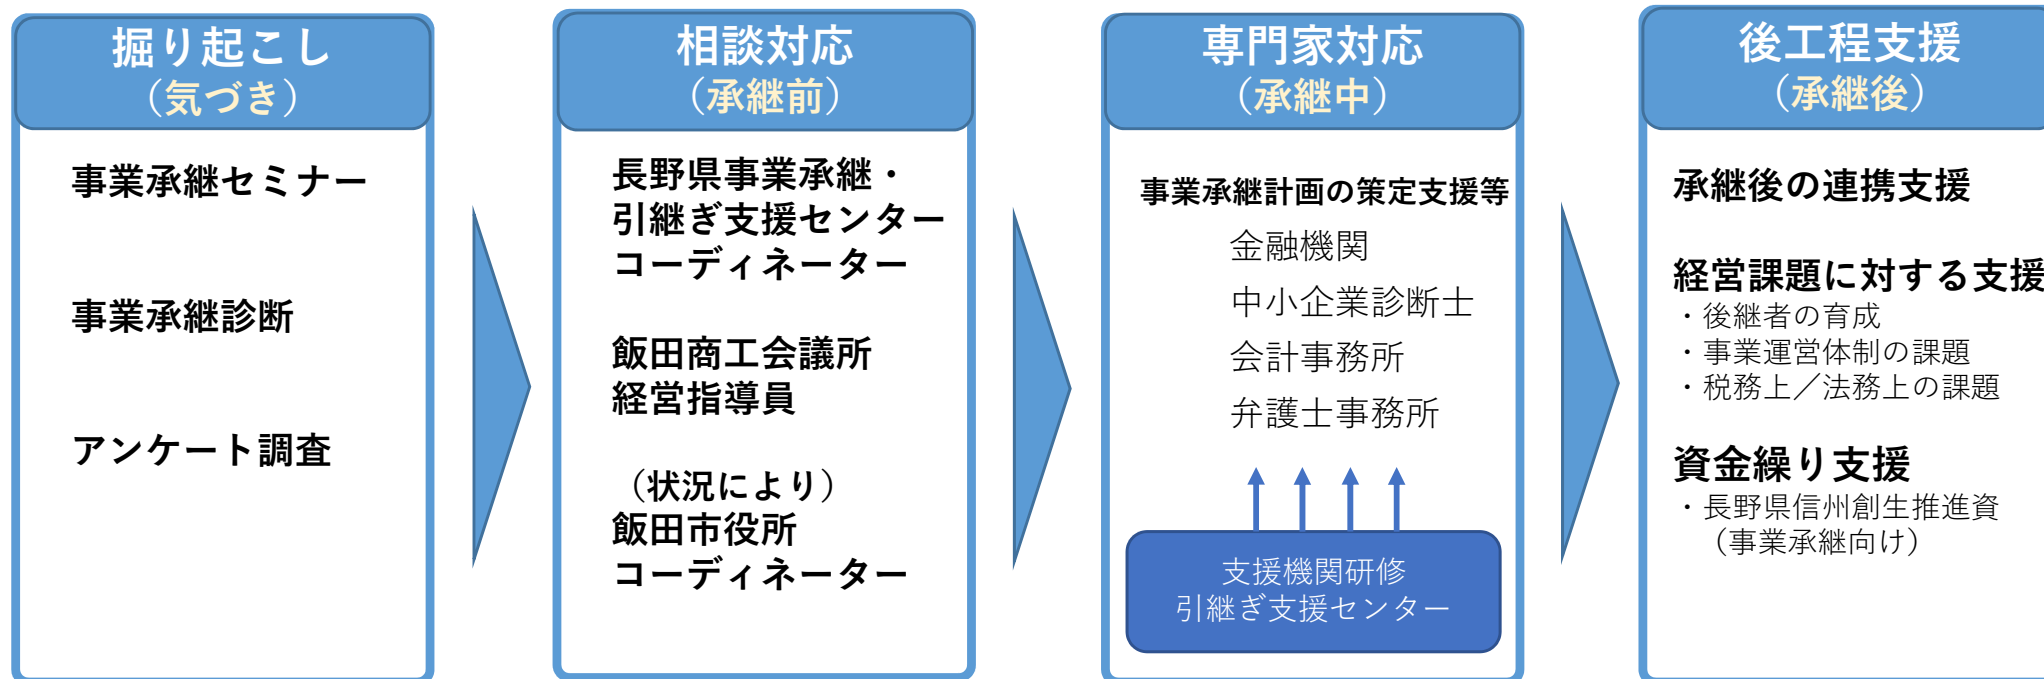 掘り起こし
（気づき）
事業承継セミナー
事業承継診断
アンケート調査
相談対応
（承継前）
長野県事業承継・
引継ぎ支援センター
コーディネーター
飯田商工会議所
経営指導員
（状況により）
飯田市役所
コーディネーター
専門家対応
（承継中）
事業承継計画の策定支援等
金融機関
中小企業診断士
会計事務所
弁護士事務所
支援機関研修
引継ぎ支援センター
後工程支援
（承継後）
承継後の連携支援
経営課題に対する支援
・後継者の育成
・事業運営体制の課題
・税務上／法務上の課題
資金繰り支援
・長野県信州創生推進資
（事業承継向け）